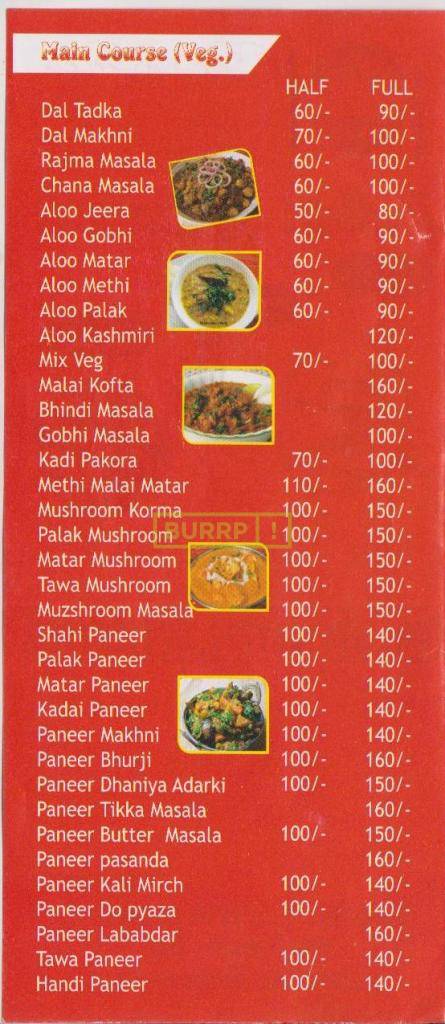 Main Course (Veg.)
HALF FULL
Dal Tadka 60/- 90/-
Dal Makhni 70/- 100/-
Rajma Masala 60/- 100/-
Chana Masala 60/- 100/-
Aloo Jeera 50/- 80/-
Aloo Gobhi 60/- 90/-
Aloo Matar 60/- 90/-
Aloo Methi 60/- 90/-
Aloo Palak 60/- 90/-
Aloo Kashmiri 120/-
Mix Veg 70/- 100/-
Malai Kofta 160/-
Bhindi Masala 120/-
Gobhi Masala 100/-
Kadi Pakora 70/- 100/-
Methi Malai Matar 110/- 160/-
Mushroom Korma 100/- 150/-
BURRP!
Palak Mushroom 100/- 150/-
Matar Mushroom 100/- 150/-
Tawa Mushroom 100/- 150/-
Muzshroom Masala 100/- 150/-
Shahi Paneer 100/- 140/-
Palak Paneer 100/- 140/-
Matar Paneer 100/- 140/-
Kadai Paneer 100/- 140/-
Paneer Makhni 100/- 140/-
Paneer Bhurji 100/- 160/-
Paneer Dhaniya Adarki 100/- 150/-
Paneer Tikka Masala 160/-
Paneer Butter Masala 100/- 150/-
Paneer pasanda 160/-
Paneer Kali Mirch 100/- 140/-
Paneer Do pyaza 100/- 140/-
Paneer Lababdar 160/-
Tawa Paneer 100/- 140/-
Handi Paneer 100/- 140/-